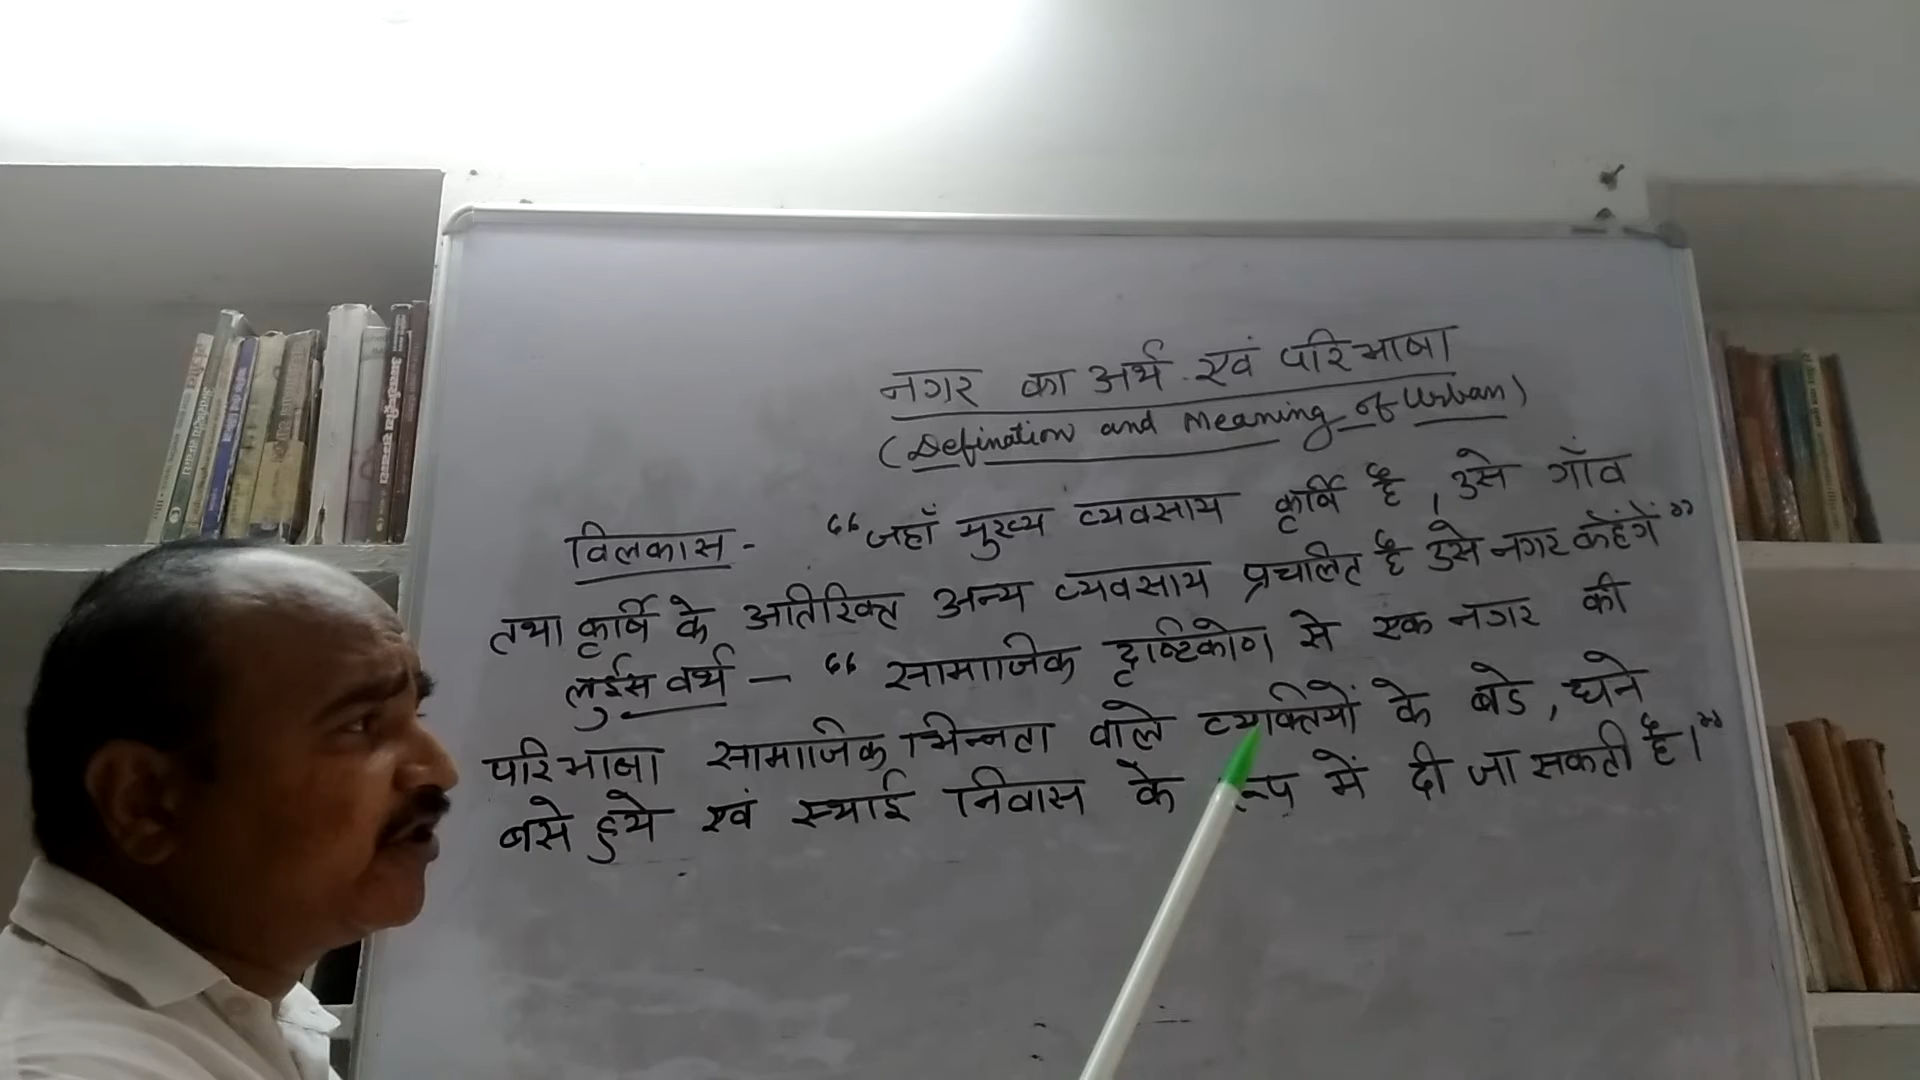 नगर का अर्थ एवं परिभाषा
(Defination and Meaning of Urban)
विलकास - “जहाँ मुख्य व्यवसाय कृषि है, उसे गाँव
तथा कृषि के अतिरिक्त अन्य व्यवसाय प्रचलित है उसे नगर कहेंगें”
लुईस वर्थ – “सामाजिक दृष्टिकोण से एक नगर की
परिभाषा सामाजिक भिन्नता वाले व्यक्तियों के बडे, घने
बसे हुये एवं स्थाई निवास के रूप में दी जा सकती है।”